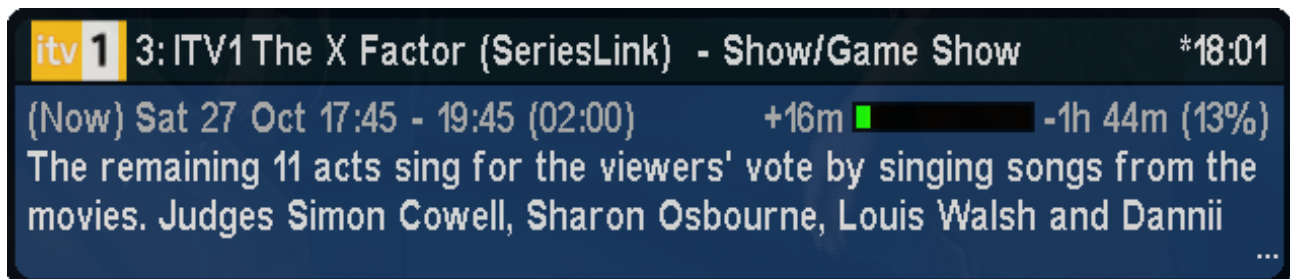 itv 1 3: ITV1 The X Factor (SeriesLink) - Show/Game Show *18:01
(Now) Sat 27 Oct 17:45 - 19:45 (02:00) +16m -1h 44m (13%)
The remaining 11 acts sing for the viewers' vote by singing songs from the
movies. Judges Simon Cowell, Sharon Osbourne, Louis Walsh and Dannii
...